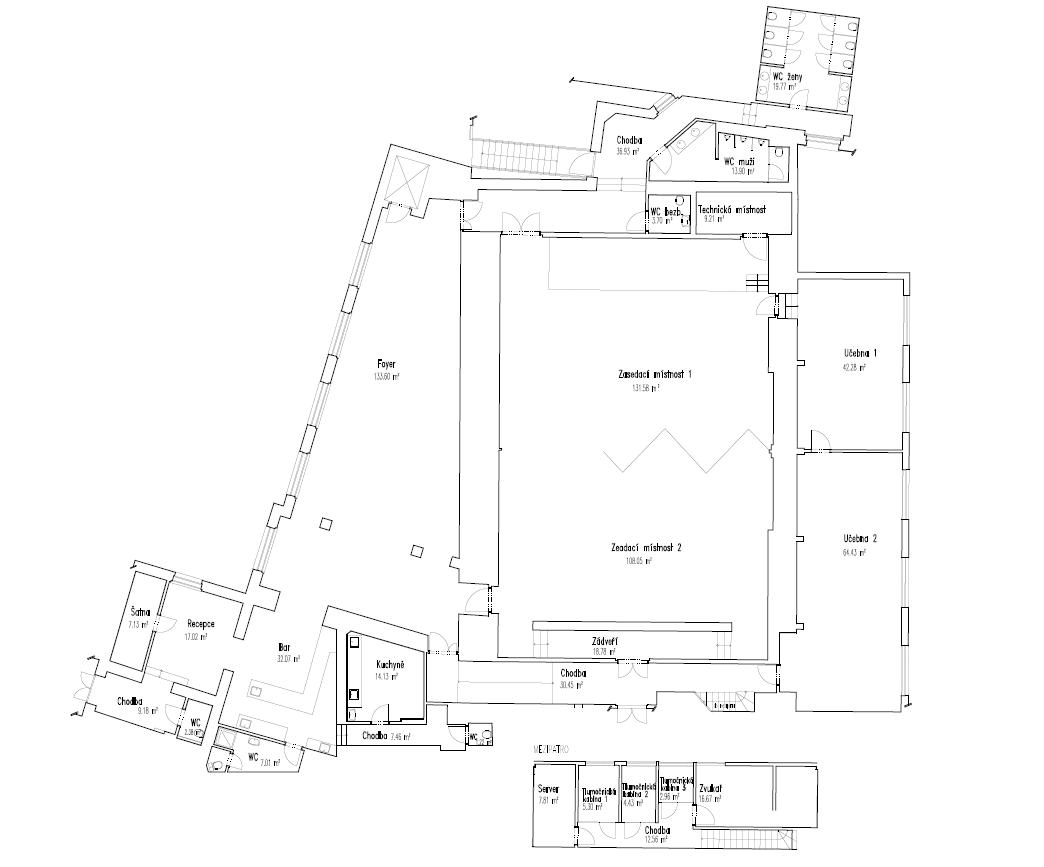 WC ženy
19.77 m²
Chodba
36.93 m²
WC muži
13.90 m²
WC bezb.
3.70 m²
Technická místnost
9.21 m²
Foyer
133.60 m²
Zasedací místnost 1
131.58 m²
Učebna 1
42.28 m²
Zeadací místnost 2
108.05 m²
Učebna 2
64.43 m²
Šatna
7.13 m²
Recepce
17.02 m²
Bar
32.07 m²
Kuchyně
14.13 m²
Zádveří
18.78 m²
Chodba
30.45 m²
Chodba
9.18 m²
WC
2.38 m²
Chodba 7.46 m²
WC
WC 7.01 m²
MEZIPATRO
Server
7.81 m²
Tlumočnická
kabina 1
5.30 m²
Tlumočnická
kabina 2
4.43 m²
Tlumočnická
kabina 3
2.96 m²
Zvukař
16.67 m²
Chodba
12.56 m²